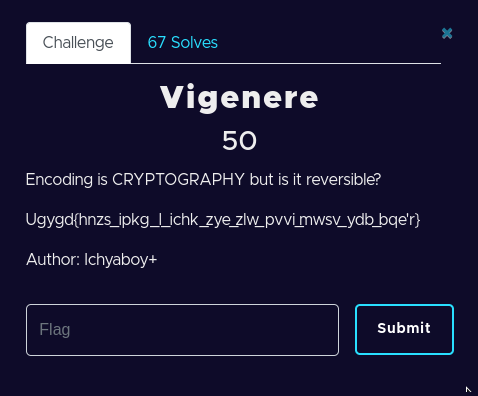 Challenge
67 Solves
✖
Vigenere
50
Encoding is CRYPTOGRAPHY but is it reversible?
Ugygd{hnzs_ipkg_l_ichk_zye_zlw_pvvi_mwsv_ydb_bqe'r}
Author: Ichyaboy+
Flag
Submit